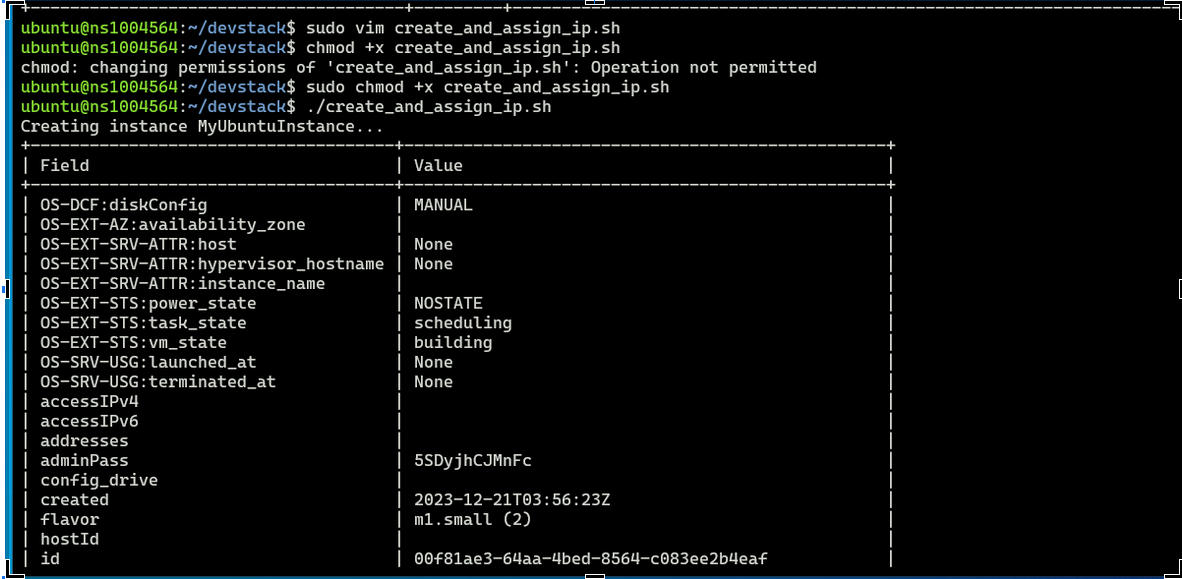 ubuntu@ns1004564:~/devstack$ sudo vim create_and_assign_ip.sh
ubuntu@ns1004564:~/devstack$ chmod +x create_and_assign_ip.sh
chmod: changing permissions of 'create_and_assign_ip.sh': Operation not permitted
ubuntu@ns1004564:~/devstack$ sudo chmod +x create_and_assign_ip.sh
ubuntu@ns1004564:~/devstack$ ./create_and_assign_ip.sh
Creating instance MyUbuntuInstance...
| Field | Value |
| OS-DCF:diskConfig | MANUAL |
| OS-EXT-AZ:availability_zone | |
| OS-EXT-SRV-ATTR:host | None |
| OS-EXT-SRV-ATTR:hypervisor_hostname | None |
| OS-EXT-SRV-ATTR:instance_name | |
| OS-EXT-STS:power_state | NOSTATE |
| OS-EXT-STS:task_state | scheduling |
| OS-EXT-STS:vm_state | building |
| OS-SRV-USG:launched_at | None |
| OS-SRV-USG:terminated_at | None |
| accessIPv4 | |
| accessIPv6 | |
| addresses | |
| adminPass | 5SDyjhCJMnFc |
| config_drive | |
| created | 2023-12-21T03:56:23Z |
| flavor | m1.small (2) |
| hostId | |
| id | 00f81ae3-64aa-4bed-8564-c083ee2b4eaf |